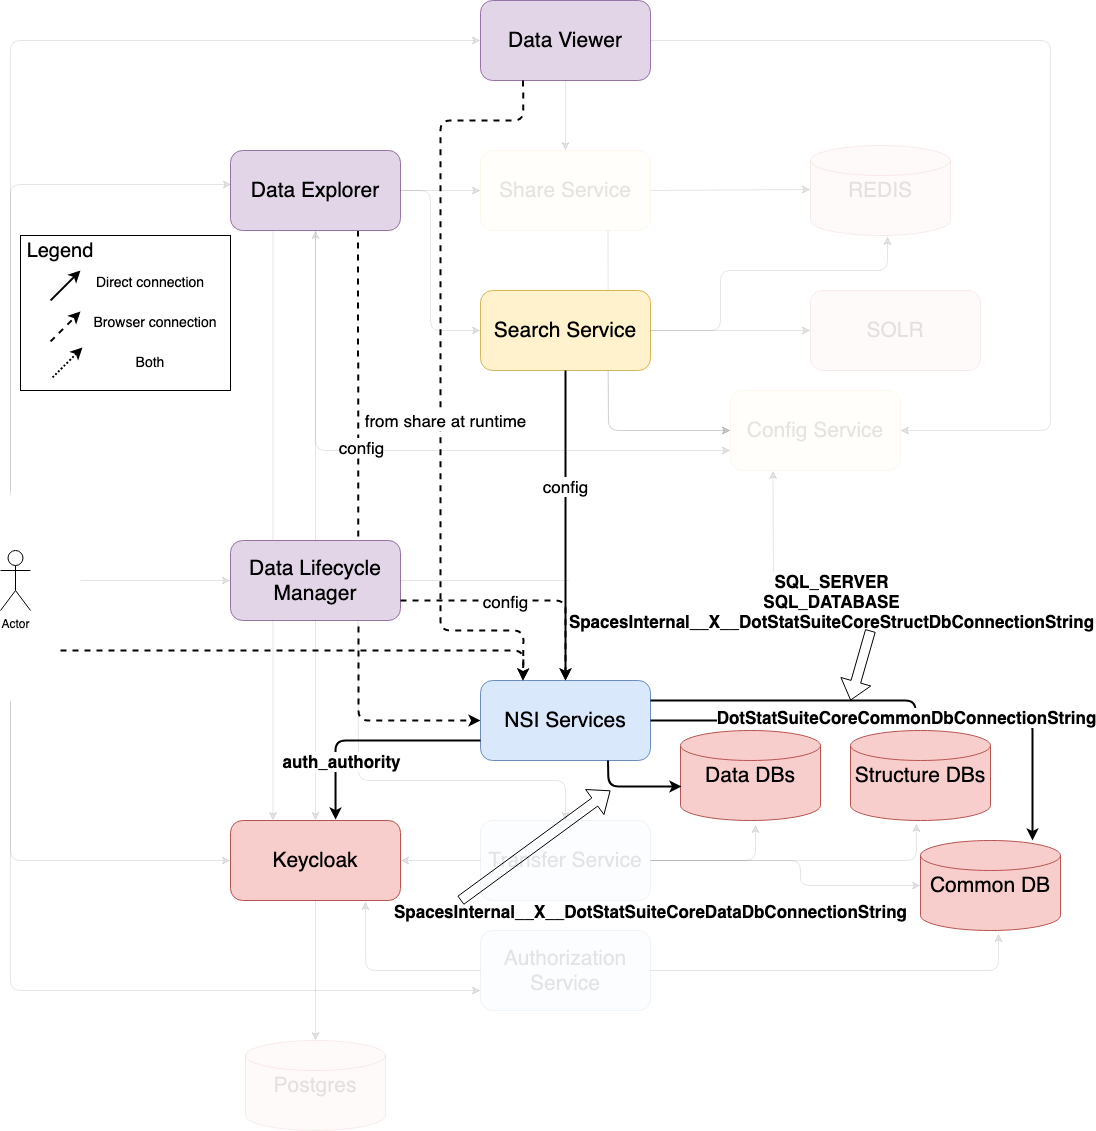 Data Viewer
Data Explorer
Share Service
REDIS
Legend
Direct connection
Browser connection
Both
Search Service
SOLR
from share at runtime
config
Config Service
config
Actor
Data Lifecycle
Manager
config
SQL_SERVER
SQL_DATABASE
SpacesInternal__X__DotStatSuiteCoreStructDbConnectionString
NSI Services
DotStatSuiteCoreCommonDbConnectionString
auth_authority
Data DBs
Structure DBs
Keycloak
Transfer Service
Common DB
SpacesInternal__X__DotStatSuiteCoreDataDbConnectionString
Authorization
Service
Postgres